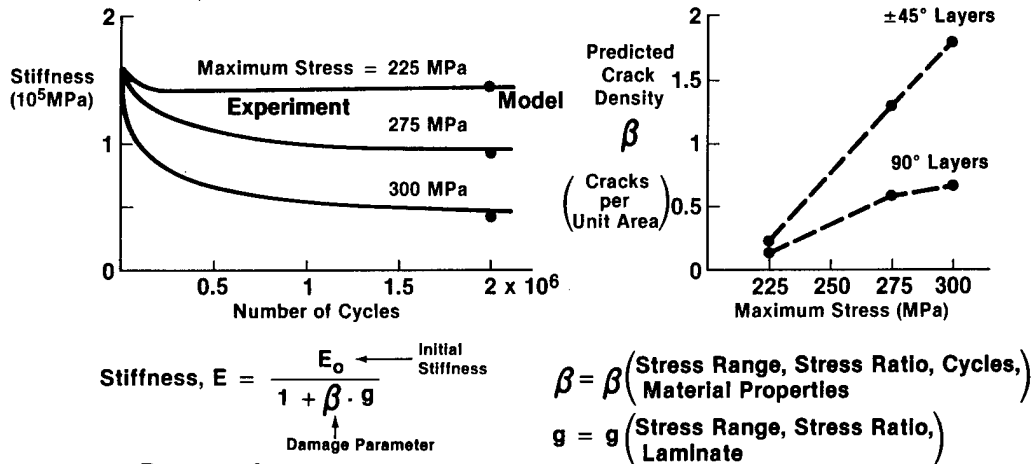 2
Stiffness
(10⁵MPa)
1
0
Maximum Stress = 225 MPa
Experiment
Model
275 MPa
300 MPa
0.5
1
1.5
2 x 10⁶
Number of Cycles
Predicted
Crack
Density
β
(Cracks
per
Unit Area)
2
1.5
1
0.5
0
±45° Layers
90° Layers
225
250
275
300
Maximum Stress (MPa)
Stiffness, E = E₀ / (1 + β · g)
Initial
Stiffness
Damage Parameter
β = β(Stress Range, Stress Ratio, Cycles,
Material Properties)
g = g(Stress Range, Stress Ratio,
Laminate)